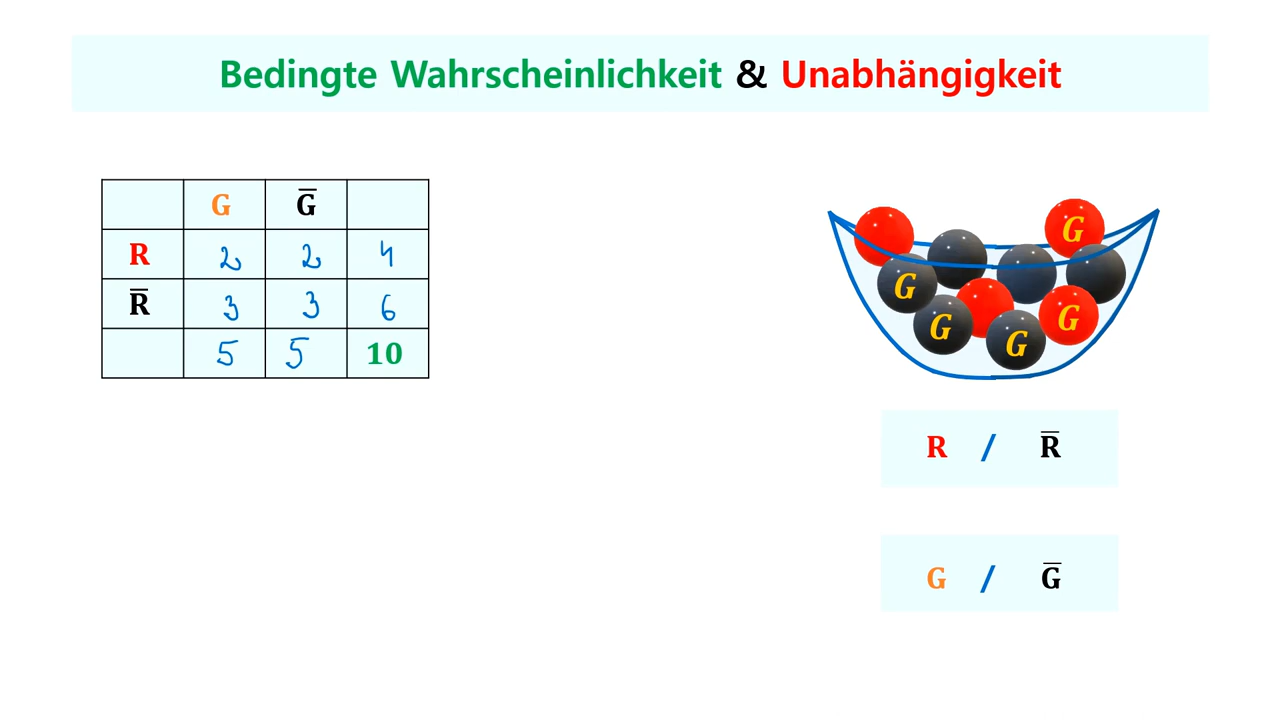 Bedingte Wahrscheinlichkeit & Unabhängigkeit
G G̅
R 2 2 4
R̅ 3 3 6
5 5 10
G
G
G
G
G
R / R̅
G / G̅